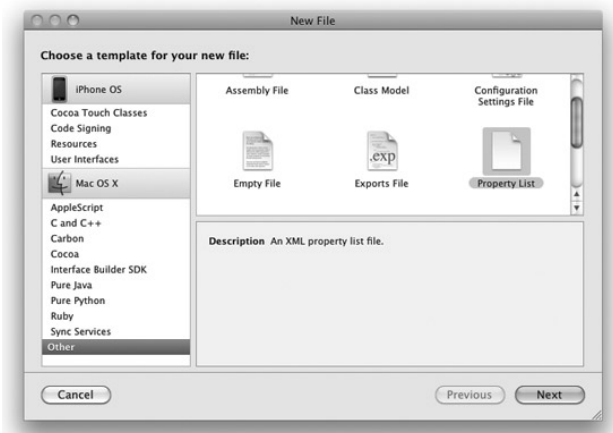 New File
Choose a template for your new file:
iPhone OS
Cocoa Touch Classes
Code Signing
Resources
User Interfaces
Mac OS X
AppleScript
C and C++
Carbon
Cocoa
Interface Builder SDK
Pure Java
Pure Python
Ruby
Sync Services
Other
Assembly File
Class Model
Configuration
Settings File
.exp
Empty File
Exports File
Property List
Description An XML property list file.
Cancel
Previous
Next